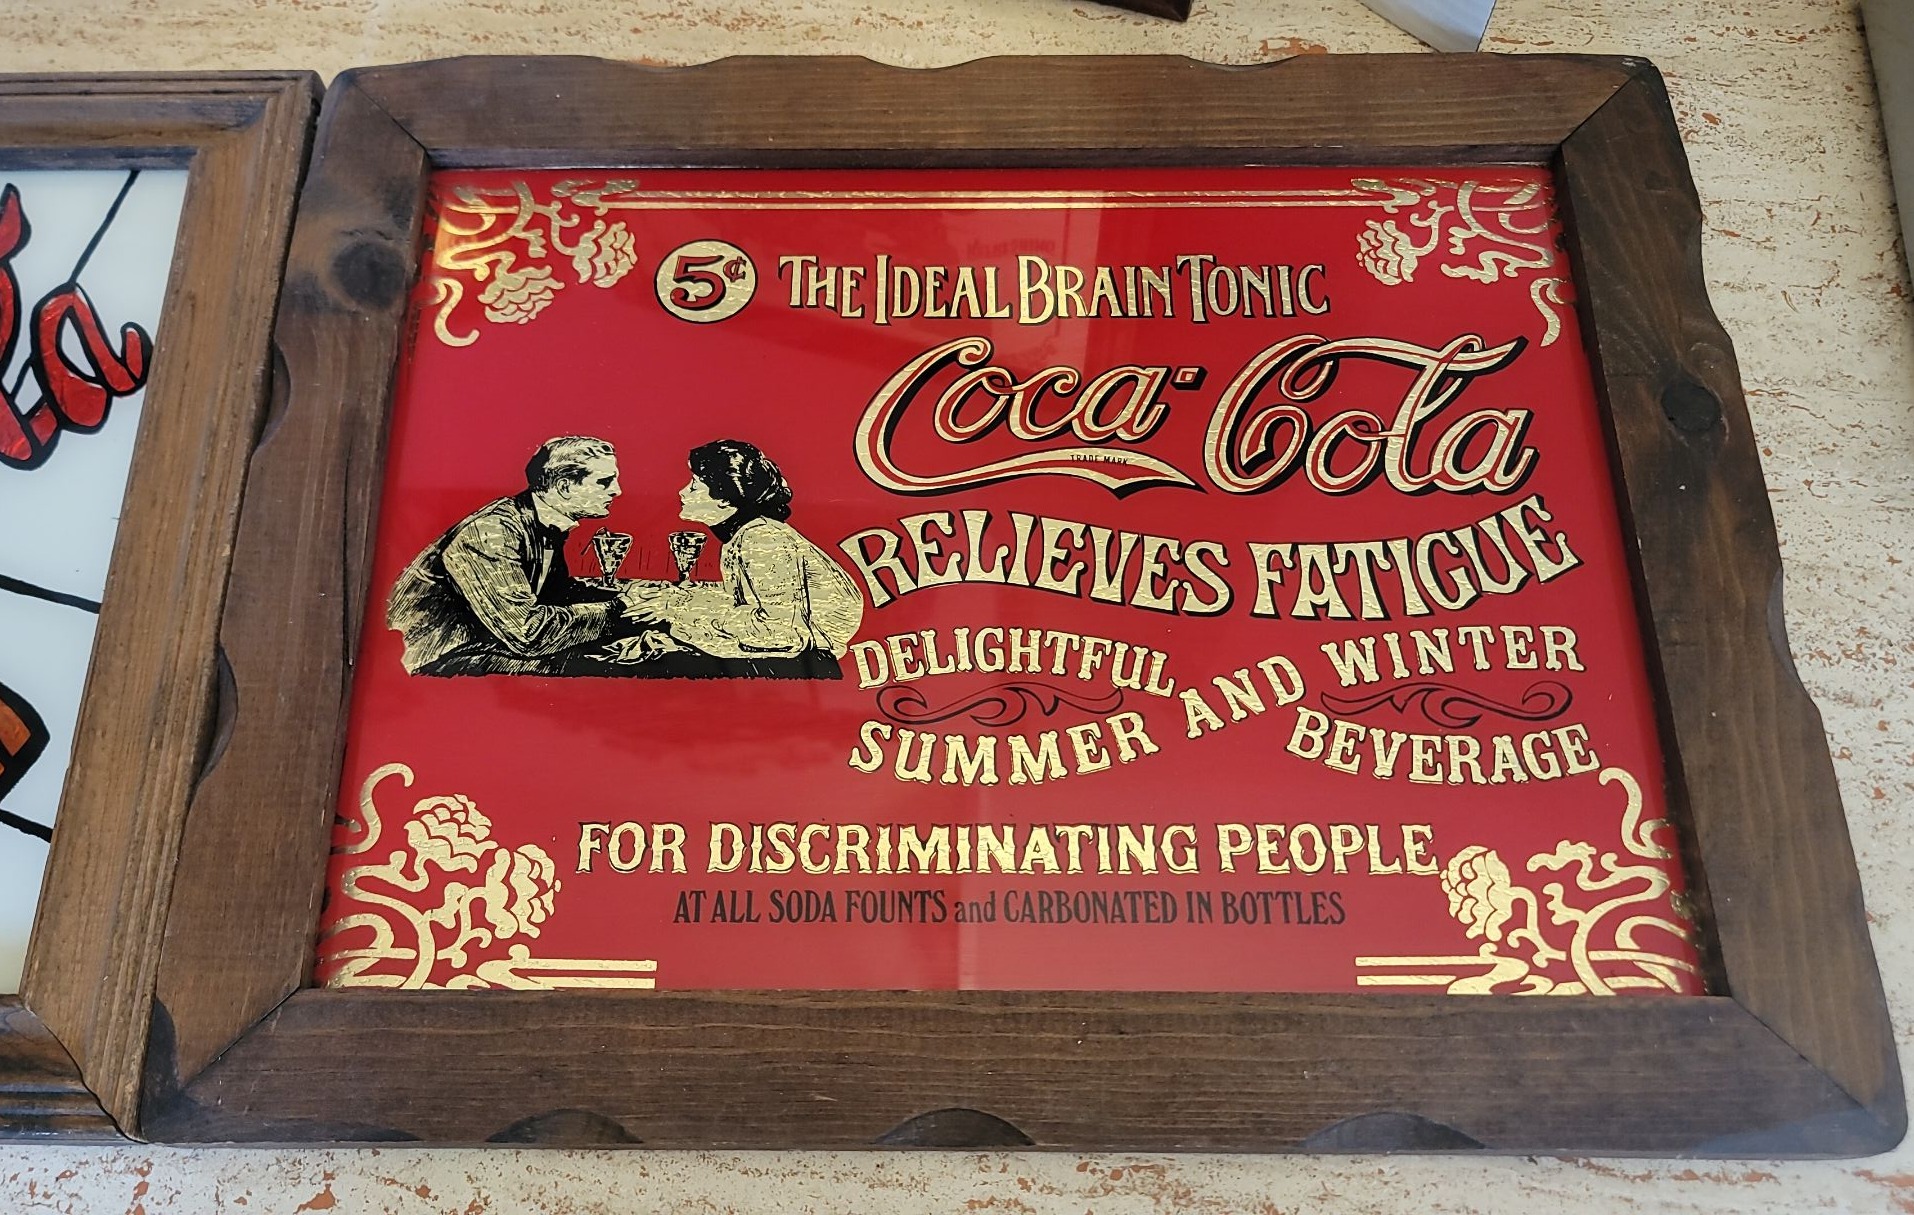 5¢ THE IDEAL BRAIN TONIC
Coca-Cola
TRADE MARK
RELIEVES FATIGUE
DELIGHTFUL
SUMMER AND WINTER
BEVERAGE
FOR DISCRIMINATING PEOPLE
AT ALL SODA FOUNTS and CARBONATED IN BOTTLES